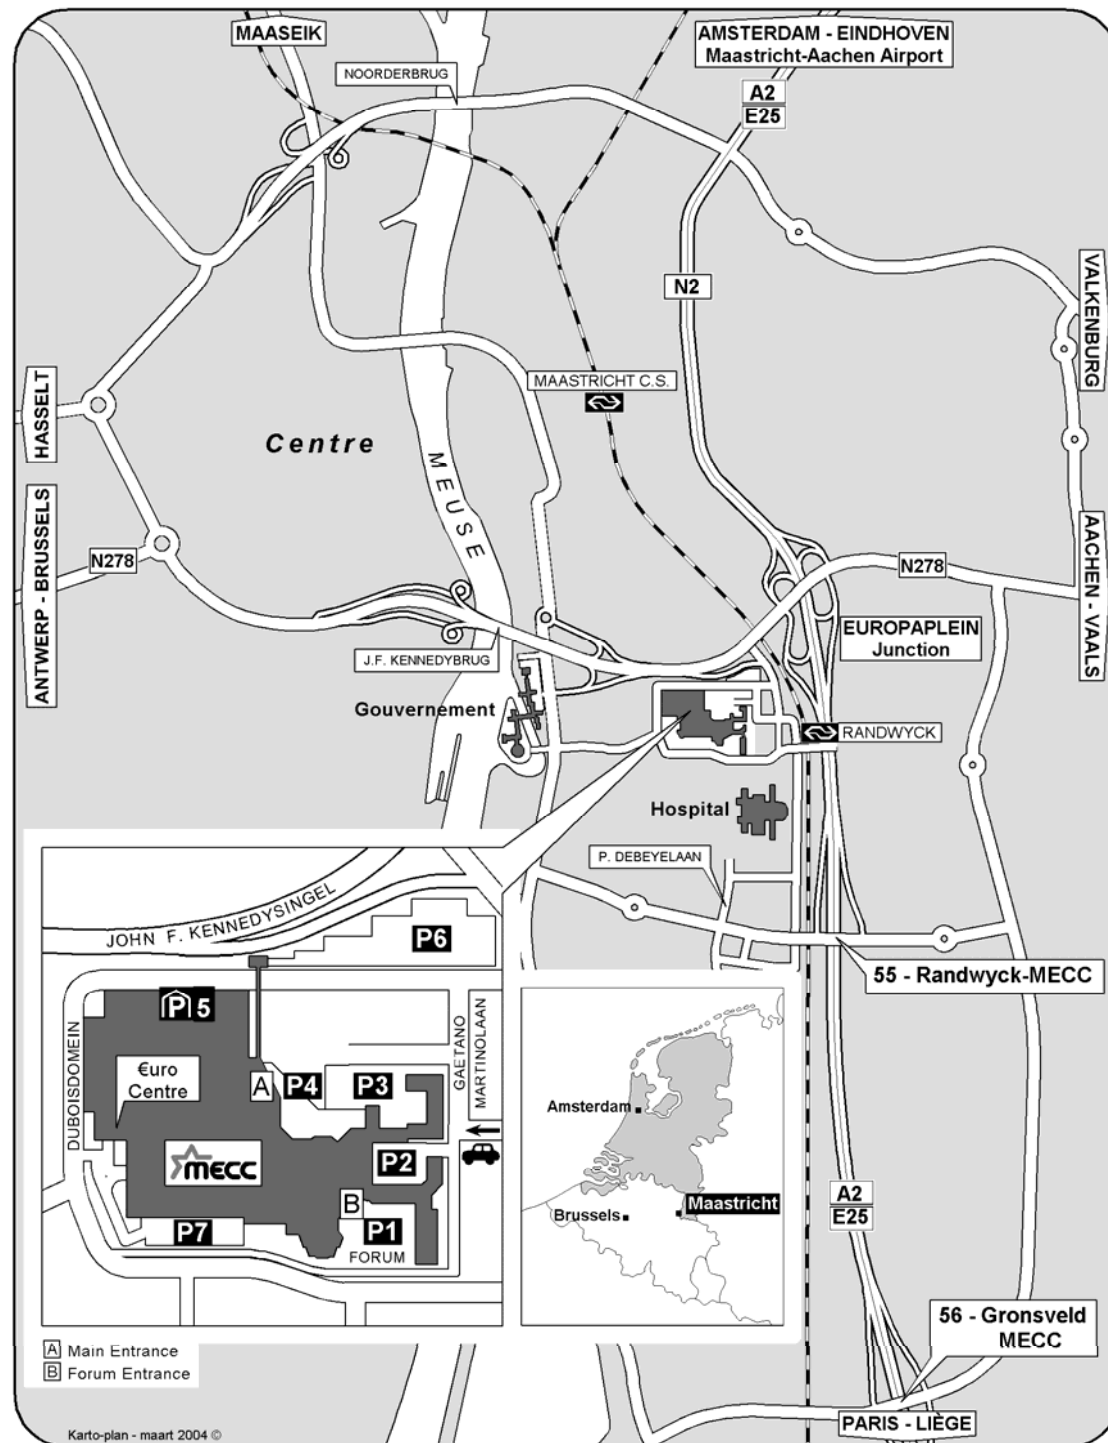 MAASEIK
AMSTERDAM - EINDHOVEN
Maastricht-Aachen Airport
NOORDERBRUG
A2
E25
N2
VALKENBURG
MAASTRICHT C.S.
HASSELT
Centre
MEUSE
ANTWERP - BRUSSELS
N278
N278
AACHEN - VAALS
EUROPAPLEIN
Junction
J.F. KENNEDYBRUG
Gouvernement
RANDWYCK
Hospital
P. DEBEYELAAN
55 - Randwyck-MECC
JOHN F. KENNEDYSINGEL
P6
P 5
DUBOISDOMEIN
€uro
Centre
A
P4
P3
GAETANO
MARTINOLAAN
MECC
P2
B
P7
P1
FORUM
Amsterdam
Maastricht
Brussels
A2
E25
56 - Gronsveld
MECC
A Main Entrance
B Forum Entrance
PARIS - LIÈGE
Karto-plan - maart 2004 ©